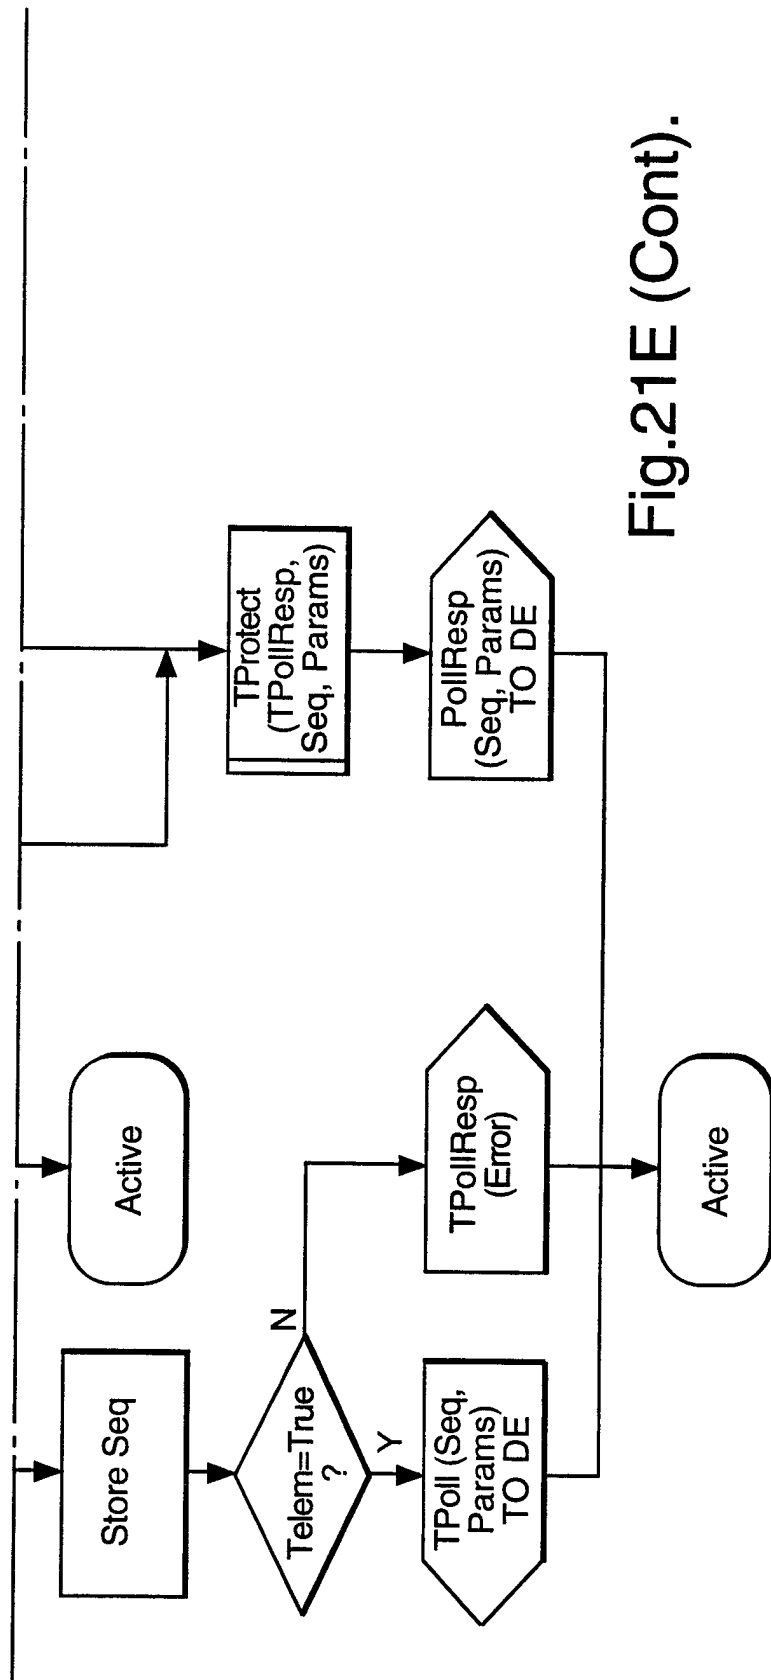 Store Seq
Active
Telem=True
?
N
Y
TProtect
(TPollResp,
Seq, Params)
TPoll (Seq,
Params)
TO DE
TPollResp
(Error)
PollResp
(Seq, Params)
TO DE
Active
Fig.21E (Cont).